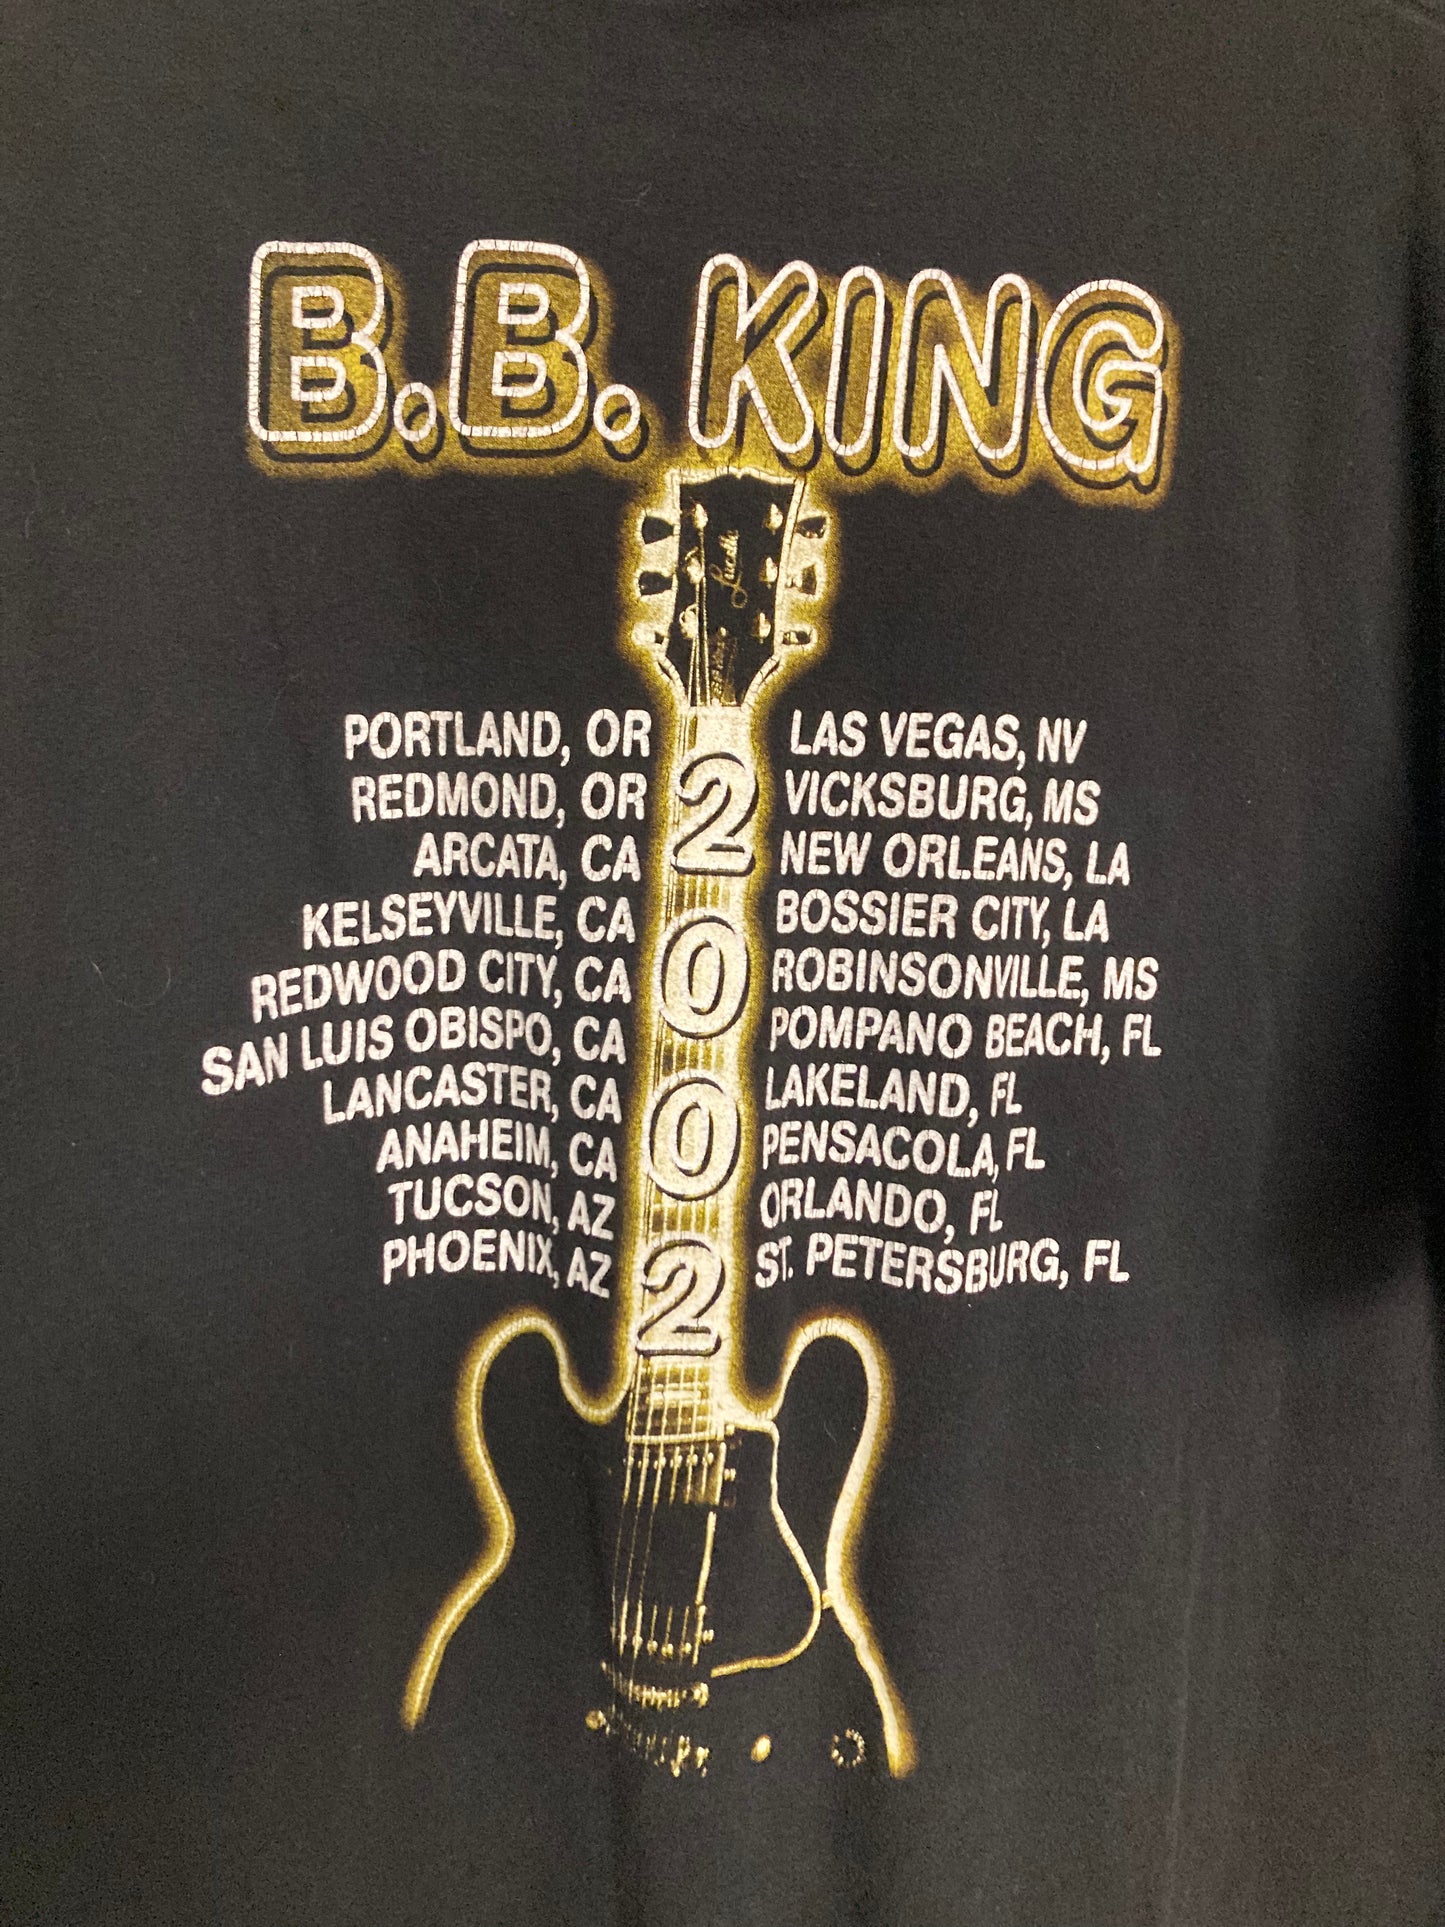 B.B. KING
Lucille
PORTLAND, OR
REDMOND, OR
ARCATA, CA
KELSEYVILLE, CA
REDWOOD CITY, CA
SAN LUIS OBISPO, CA
LANCASTER, CA
ANAHEIM, CA
TUCSON, AZ
PHOENIX, AZ
2002
LAS VEGAS, NV
VICKSBURG, MS
NEW ORLEANS, LA
BOSSIER CITY, LA
ROBINSONVILLE, MS
POMPANO BEACH, FL
LAKELAND, FL
PENSACOLA, FL
ORLANDO, FL
ST. PETERSBURG, FL